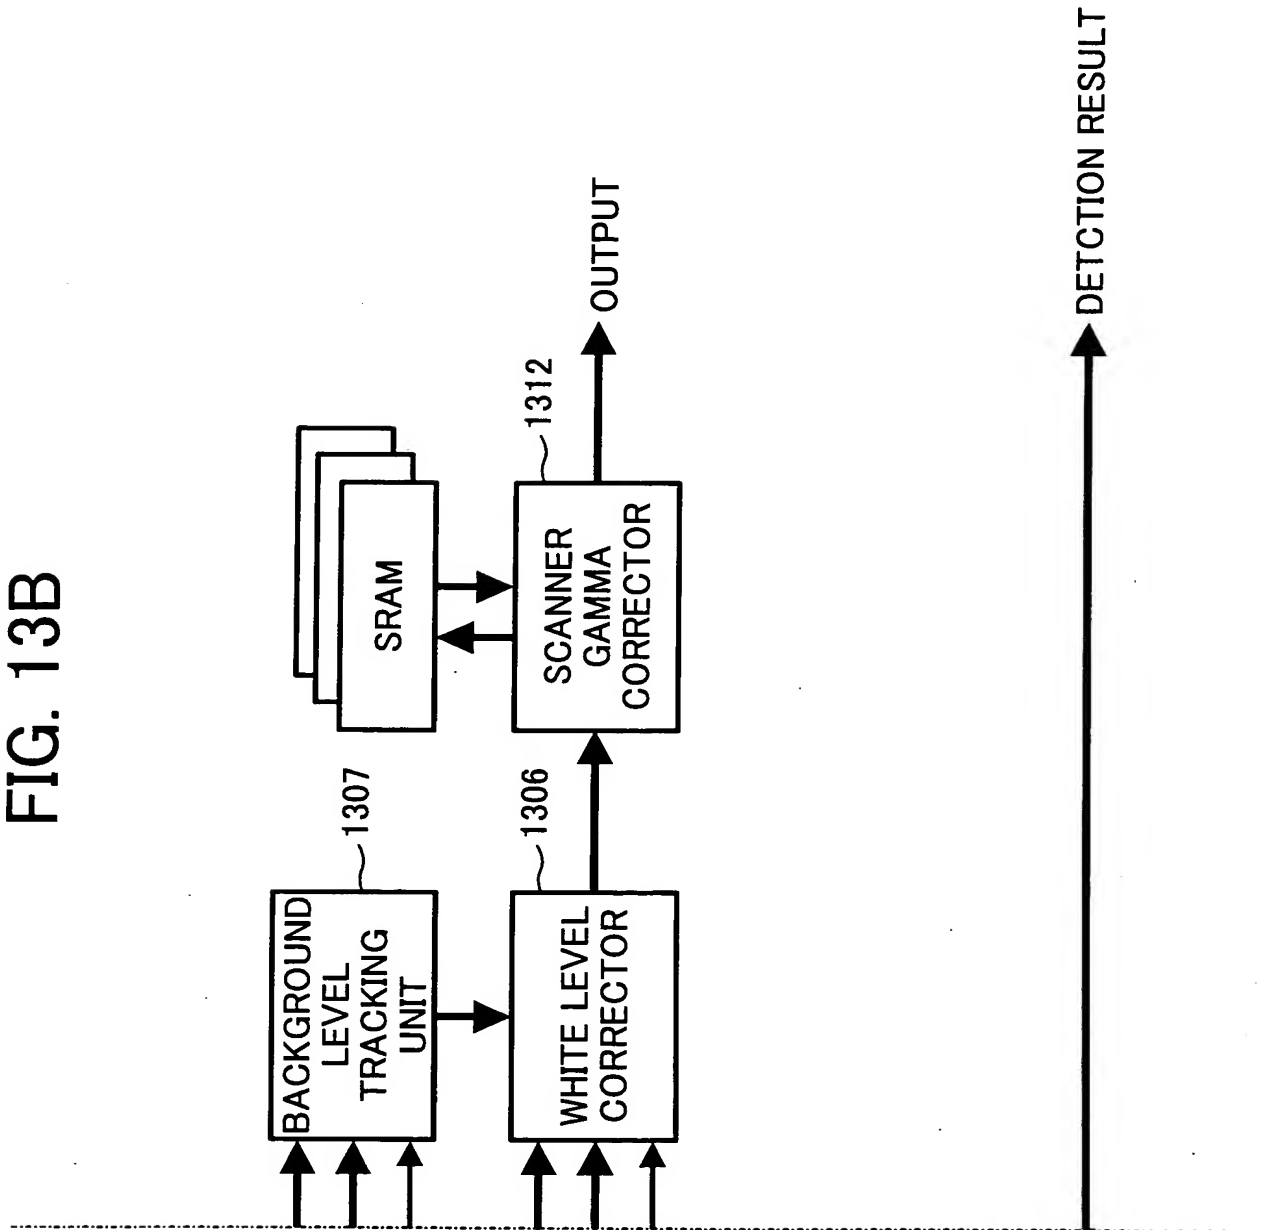 FIG. 13B
BACKGROUND
LEVEL
TRACKING
UNIT
1307
WHITE LEVEL
CORRECTOR
1306
SRAM
SCANNER
GAMMA
CORRECTOR
1312
OUTPUT
DETCTION RESULT